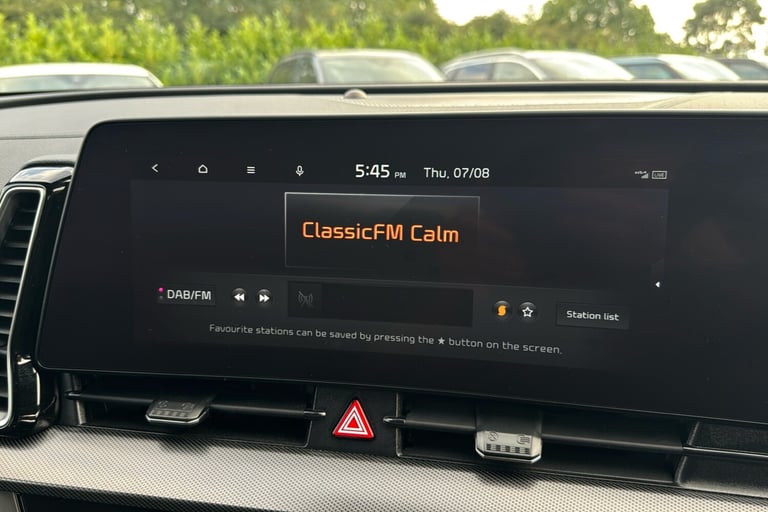 5:45 PM Thu, 07/08
LIVE
ClassicFM Calm
DAB/FM
Station list
Favourite stations can be saved by pressing the ★ button on the screen.